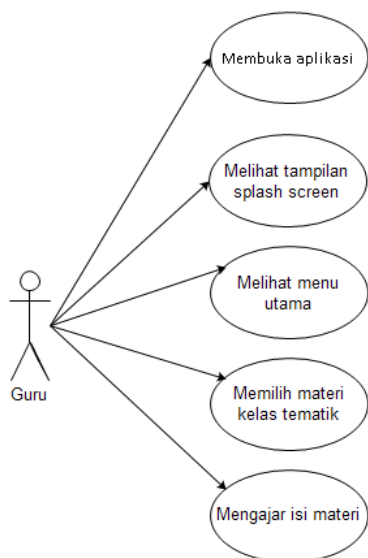 Membuka aplikasi
Melihat tampilan
splash screen
Melihat menu
utama
Guru
Memilih materi
kelas tematik
Mengajar isi materi